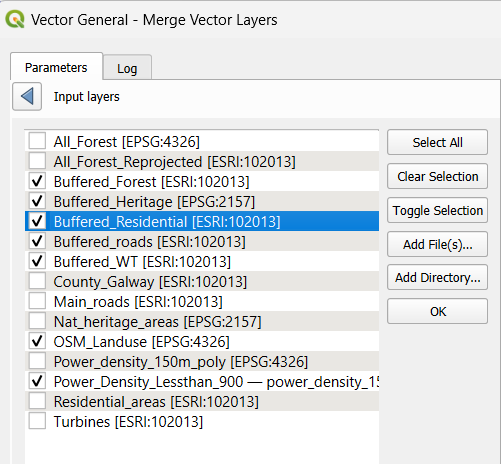 Vector General - Merge Vector Layers
Parameters
Log
Input layers
All_Forest [EPSG:4326]
All_Forest_Reprojected [ESRI:102013]
Buffered_Forest [ESRI:102013]
Buffered_Heritage [EPSG:2157]
Buffered_Residential [ESRI:102013]
Buffered_roads [ESRI:102013]
Buffered_WT [ESRI:102013]
County_Galway [ESRI:102013]
Main_roads [ESRI:102013]
Nat_heritage_areas [EPSG:2157]
OSM_Landuse [EPSG:4326]
Power_density_150m_poly [EPSG:4326]
Power_Density_Lessthan_900 — power_density_15
Residential_areas [ESRI:102013]
Turbines [ESRI:102013]
Select All
Clear Selection
Toggle Selection
Add File(s)...
Add Directory...
OK